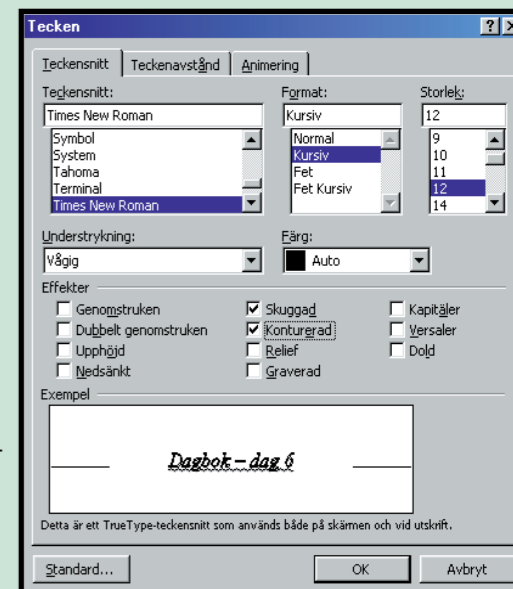 Tecken
Teckensnitt Teckenavstånd Animering
Teckensnitt: Format: Storlek:
Times New Roman Kursiv 12
Symbol Normal 9
System Kursiv 10
Tahoma Fet 11
Terminal Fet Kursiv 12
Times New Roman 14
Understrykning: Färg:
Vågig Auto
Effekter
Genomstruken Skuggad Kapitäler
Dubbelt genomstruken Konturerad Versaler
Upphöjd Relief Dold
Nedsänkt Graverad
Exempel
Dagbok – dag 6
Detta är ett TrueType-teckensnitt som används både på skärmen och vid utskrift.
Standard... OK Avbryt